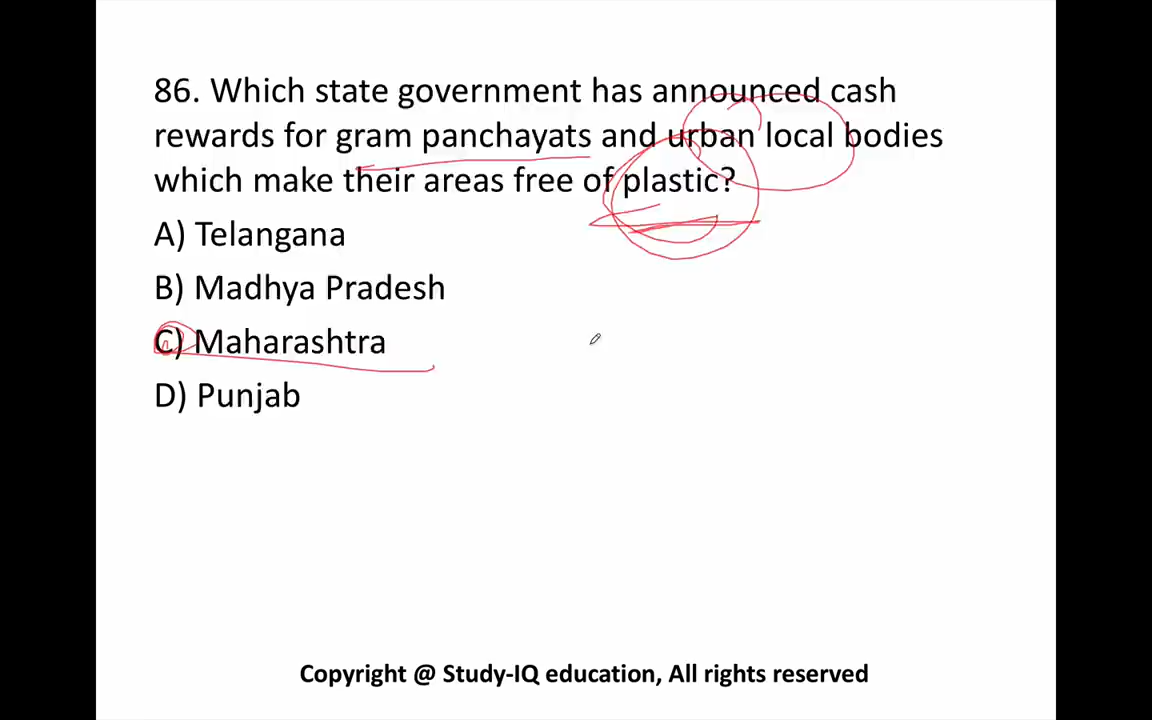 86. Which state government has announced cash
rewards for gram panchayats and urban local bodies
which make their areas free of plastic?
A) Telangana
B) Madhya Pradesh
C) Maharashtra
D) Punjab
Copyright @ Study-IQ education, All rights reserved